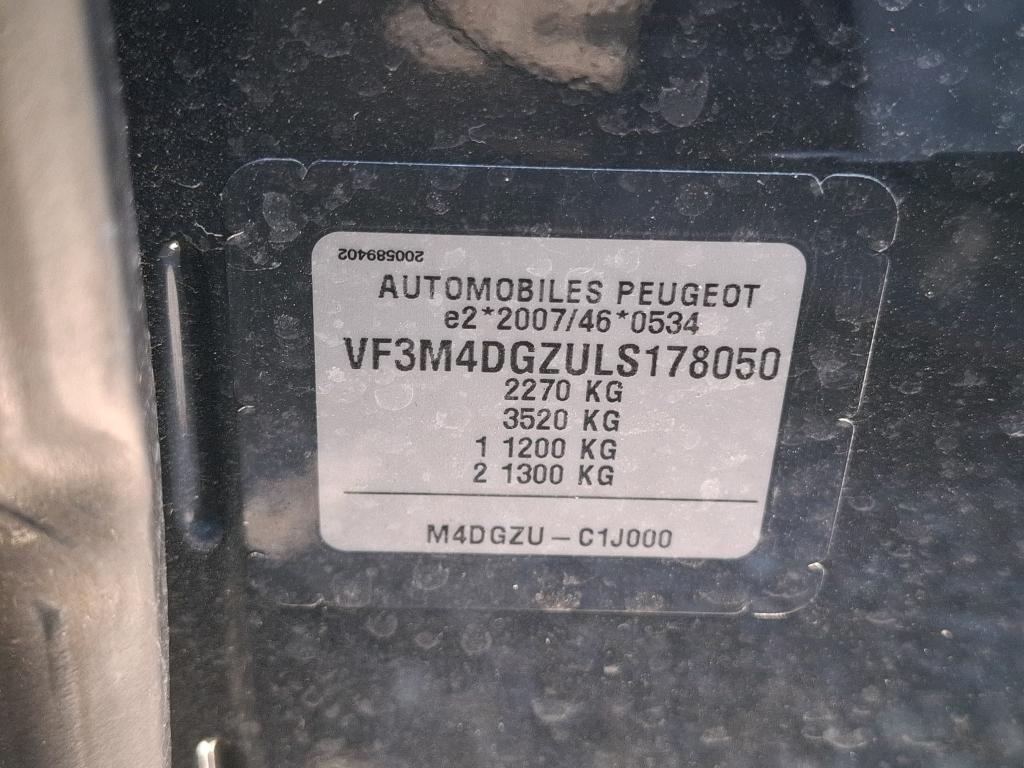 200589402
AUTOMOBILES PEUGEOT
e2*2007/46*0534
VF3M4DGZULS178050
2270 KG
3520 KG
1 1200 KG
2 1300 KG
M4DGZU - C1J000